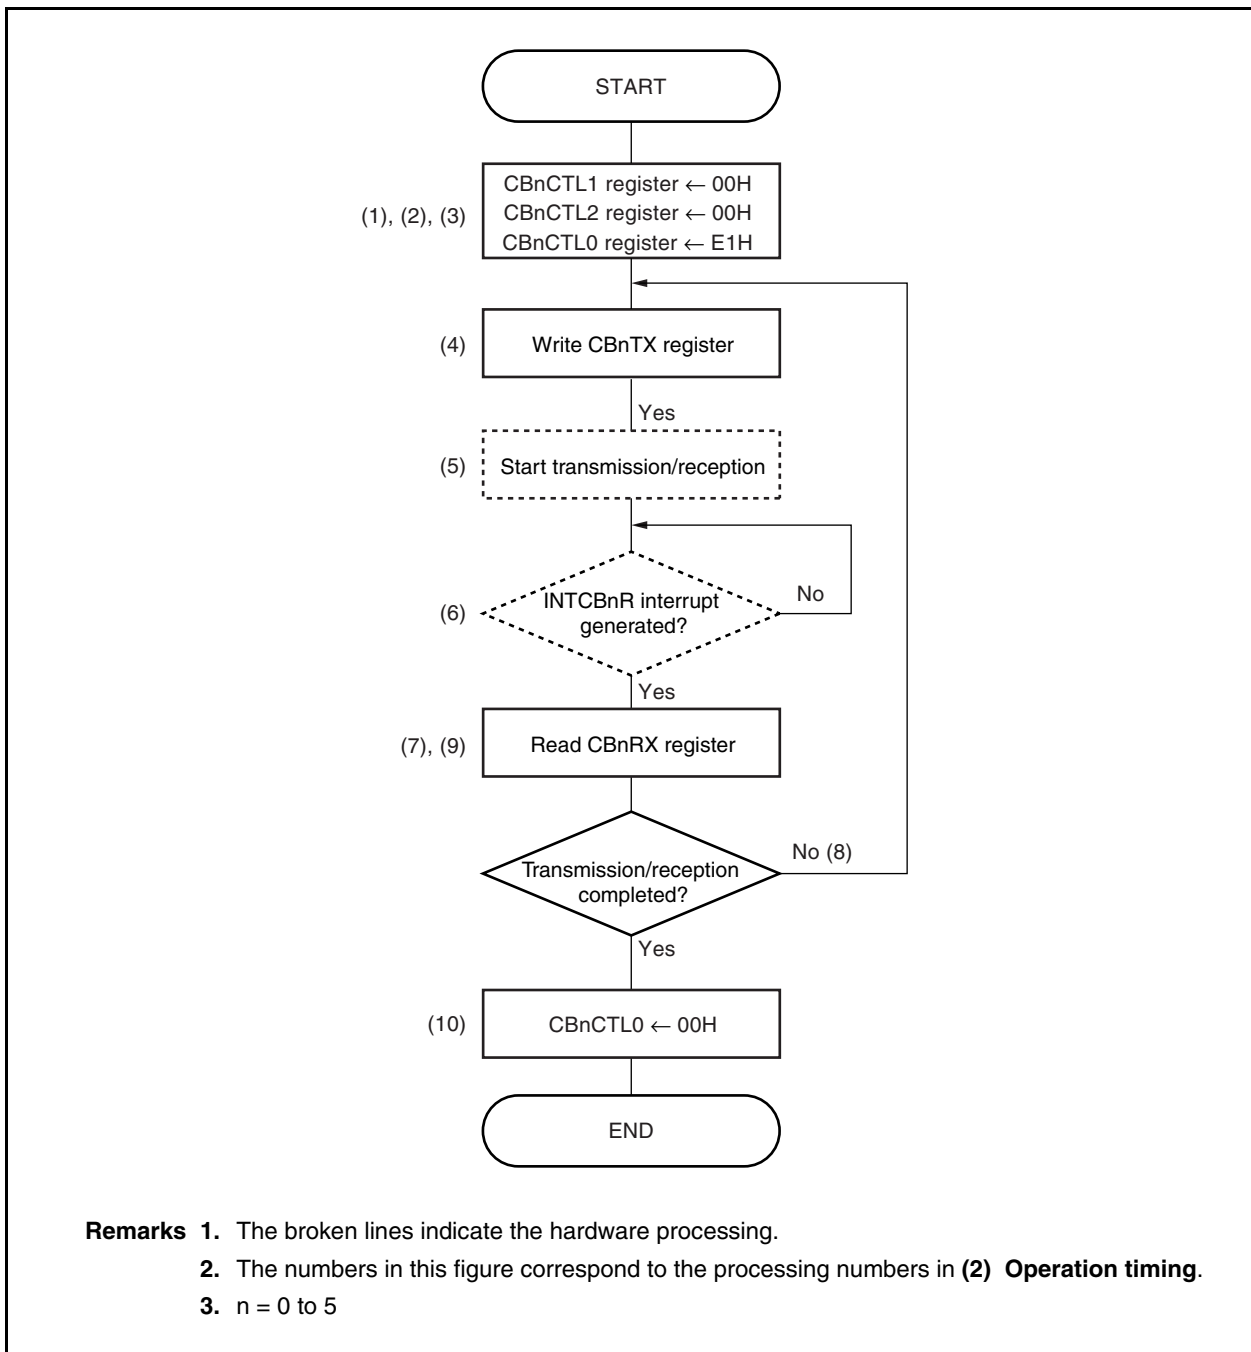 START
CBnCTL1 register ← 00H
CBnCTL2 register ← 00H
CBnCTL0 register ← E1H
(1), (2), (3)
(4)
Write CBnTX register
Yes
(5)
Start transmission/reception
(6)
INTCBnR interrupt
generated?
No
Yes
(7), (9)
Read CBnRX register
Transmission/reception
completed?
No (8)
Yes
(10)
CBnCTL0 ← 00H
END
Remarks 1. The broken lines indicate the hardware processing.
2. The numbers in this figure correspond to the processing numbers in (2) Operation timing.
3. n = 0 to 5